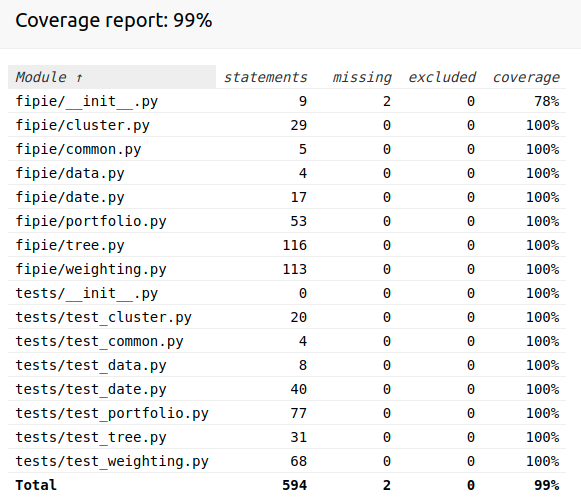 Coverage report: 99%
Module ↑ statements missing excluded coverage
fipie/__init__.py 9 2 0 78%
fipie/cluster.py 29 0 0 100%
fipie/common.py 5 0 0 100%
fipie/data.py 4 0 0 100%
fipie/date.py 17 0 0 100%
fipie/portfolio.py 53 0 0 100%
fipie/tree.py 116 0 0 100%
fipie/weighting.py 113 0 0 100%
tests/__init__.py 0 0 0 100%
tests/test_cluster.py 20 0 0 100%
tests/test_common.py 4 0 0 100%
tests/test_data.py 8 0 0 100%
tests/test_date.py 40 0 0 100%
tests/test_portfolio.py 77 0 0 100%
tests/test_tree.py 31 0 0 100%
tests/test_weighting.py 68 0 0 100%
Total 594 2 0 99%